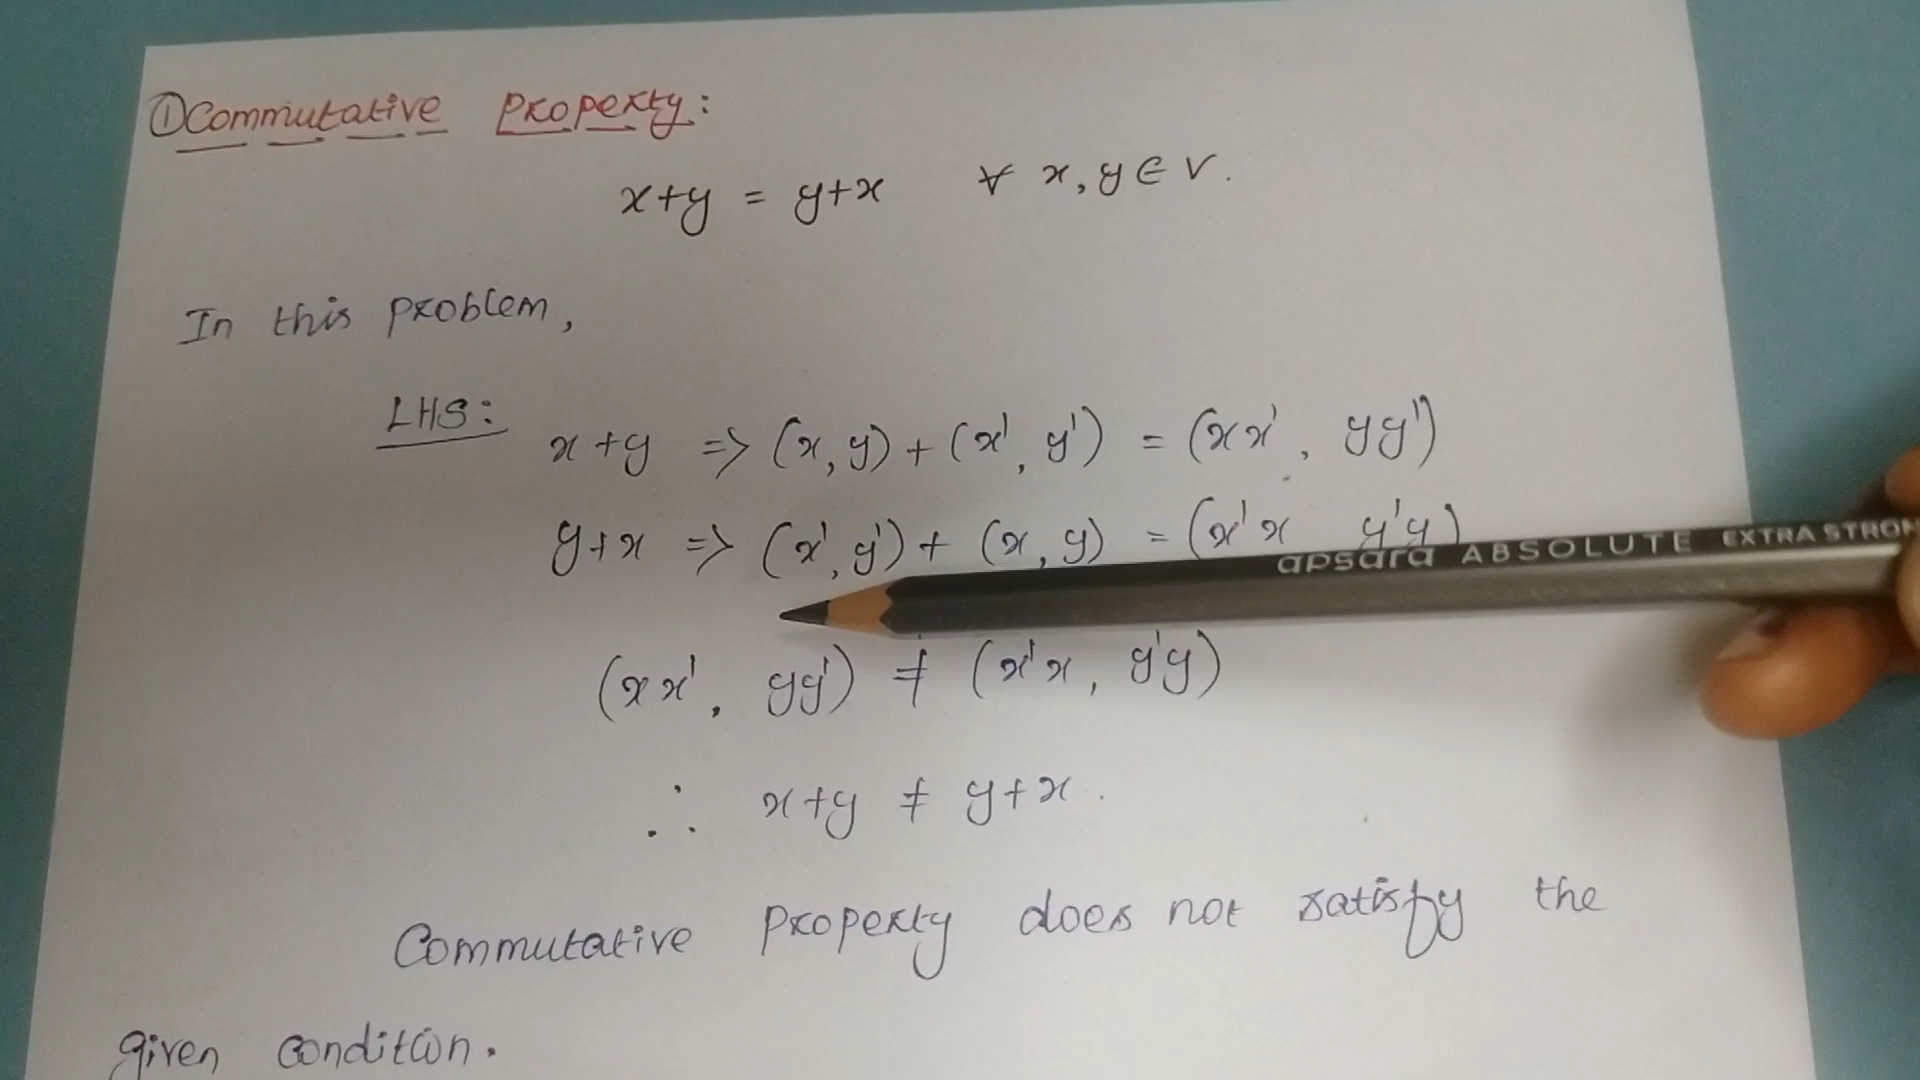 ① Commutative Property:
x+y = y+x ∀ x, y ∈ V.
In this problem,
LHS: x+y => (x, y) + (x', y') = (xx', yy')
y+x => (x', y') + (x, y) = (x'x y'y)
apsara ABSOLUTE EXTRA STRON
(xx', yy') ≠ (x'x, y'y)
∴ x+y ≠ y+x.
Commutative Property does not satisfy the
given condition.